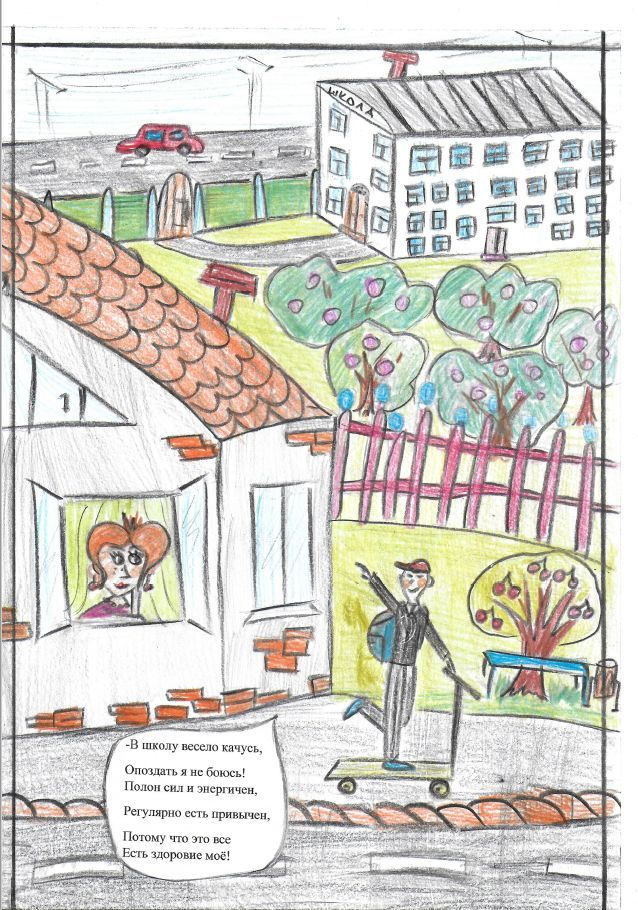 ШКОЛА
1
-В школу весело качусь,
Опоздать я не боюсь!
Полон сил и энергичен,
Регулярно есть привычен,
Потому что это все
Есть здоровие моё!